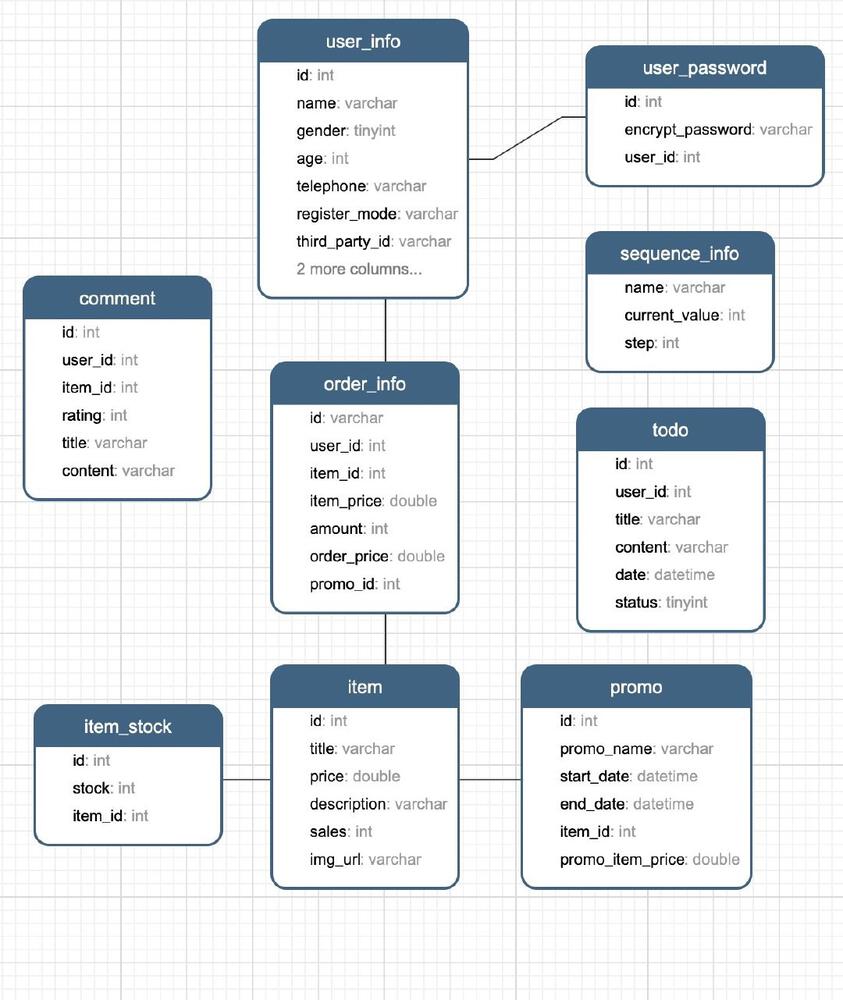 user_info
id: int
name: varchar
gender: tinyint
age: int
telephone: varchar
register_mode: varchar
third_party_id: varchar
2 more columns...
user_password
id: int
encrypt_password: varchar
user_id: int
sequence_info
name: varchar
current_value: int
step: int
comment
id: int
user_id: int
item_id: int
rating: int
title: varchar
content: varchar
order_info
id: varchar
user_id: int
item_id: int
item_price: double
amount: int
order_price: double
promo_id: int
todo
id: int
user_id: int
title: varchar
content: varchar
date: datetime
status: tinyint
item_stock
id: int
stock: int
item_id: int
item
id: int
title: varchar
price: double
description: varchar
sales: int
img_url: varchar
promo
id: int
promo_name: varchar
start_date: datetime
end_date: datetime
item_id: int
promo_item_price: double